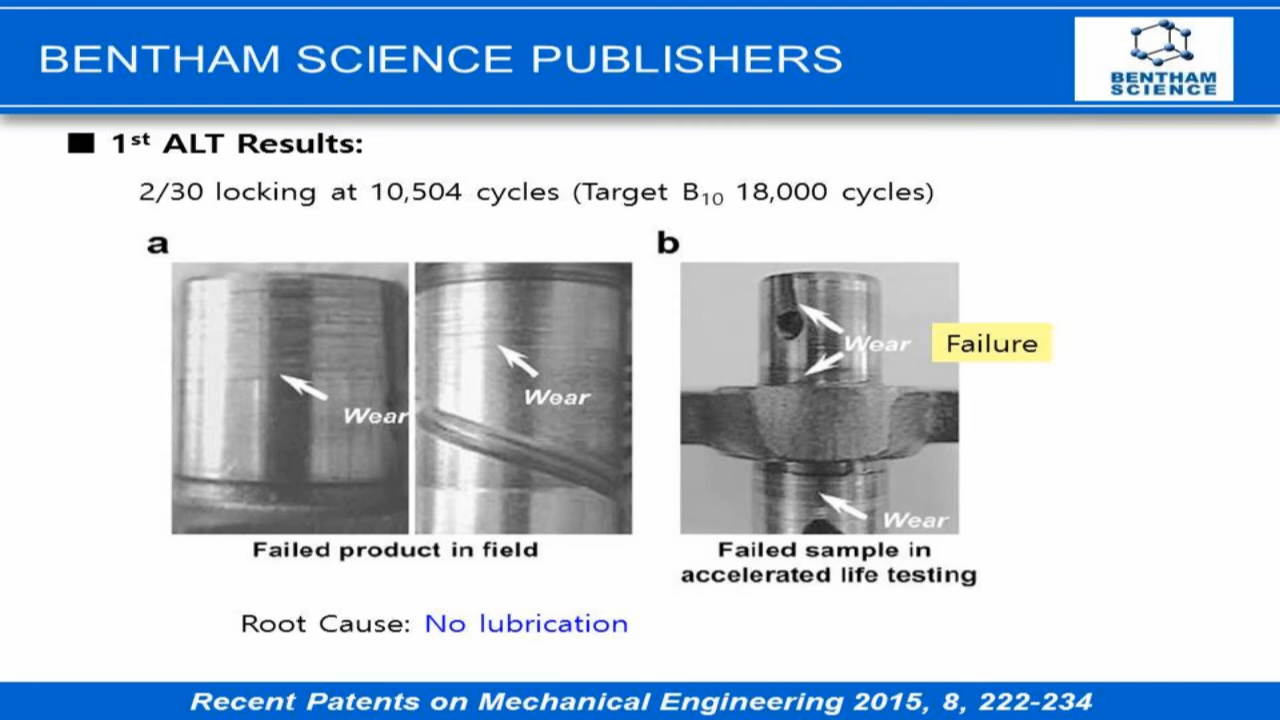 BENTHAM SCIENCE PUBLISHERS
BENTHAM
SCIENCE
■ 1st ALT Results:
2/30 locking at 10,504 cycles (Target B10 18,000 cycles)
a
b
Wear
Wear
Wear
Wear
Failure
Failed product in field
Failed sample in
accelerated life testing
Root Cause: No lubrication
Recent Patents on Mechanical Engineering 2015, 8, 222-234